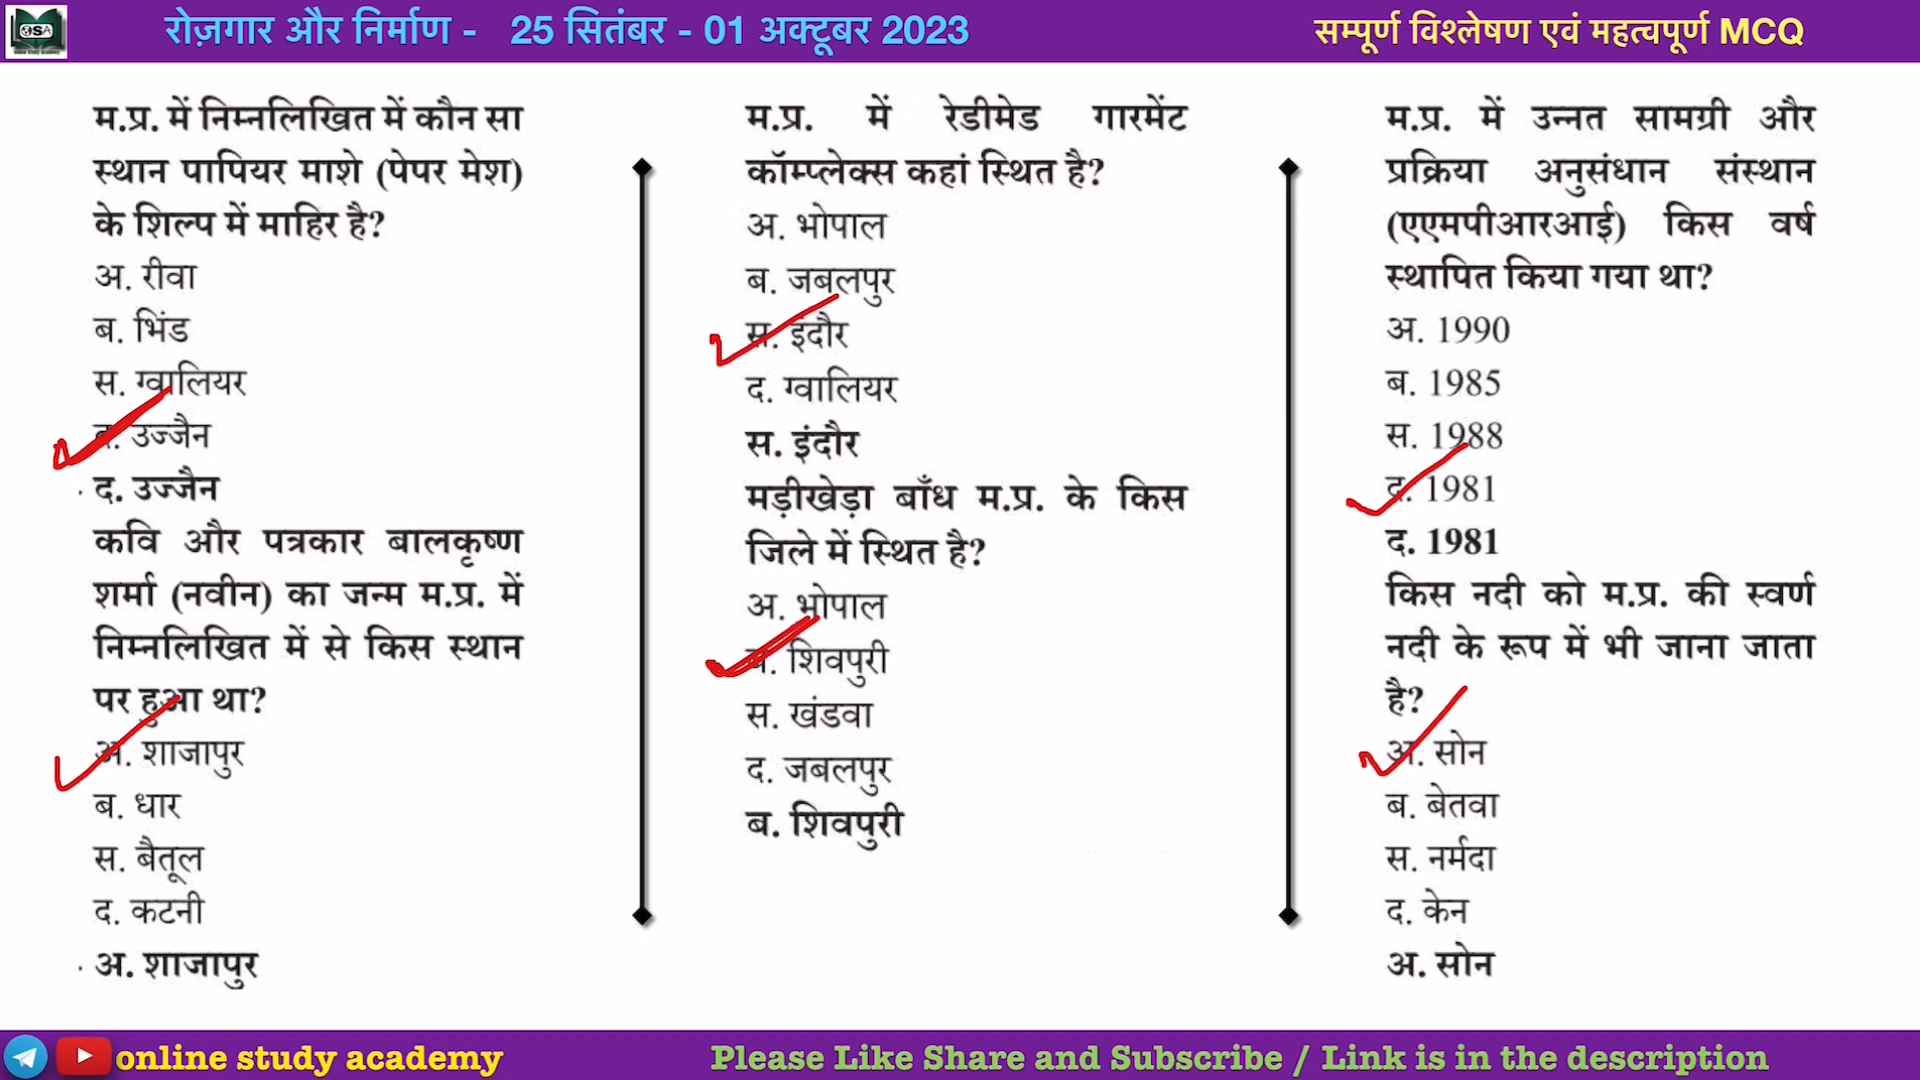 OSA
रोज़गार और निर्माण - 25 सितंबर - 01 अक्टूबर 2023
सम्पूर्ण विश्लेषण एवं महत्वपूर्ण MCQ
म.प्र. में निम्नलिखित में कौन सा
स्थान पापियर माशे (पेपर मेश)
के शिल्प में माहिर है?
अ. रीवा
ब. भिंड
स. ग्वालियर
द. उज्जैन
द. उज्जैन
कवि और पत्रकार बालकृष्ण
शर्मा (नवीन) का जन्म म.प्र. में
निम्नलिखित में से किस स्थान
पर हुआ था?
अ. शाजापुर
ब. धार
स. बैतूल
द. कटनी
अ. शाजापुर
म.प्र. में रेडीमेड गारमेंट
कॉम्प्लेक्स कहां स्थित है?
अ. भोपाल
ब. जबलपुर
स. इंदौर
द. ग्वालियर
स. इंदौर
मड़ीखेड़ा बाँध म.प्र. के किस
जिले में स्थित है?
अ. भोपाल
ब. शिवपुरी
स. खंडवा
द. जबलपुर
ब. शिवपुरी
म.प्र. में उन्नत सामग्री और
प्रक्रिया अनुसंधान संस्थान
(एएमपीआरआई) किस वर्ष
स्थापित किया गया था?
अ. 1990
ब. 1985
स. 1988
द. 1981
द. 1981
किस नदी को म.प्र. की स्वर्ण
नदी के रूप में भी जाना जाता
है?
अ. सोन
ब. बेतवा
स. नर्मदा
द. केन
अ. सोन
online study academy
Please Like Share and Subscribe / Link is in the description